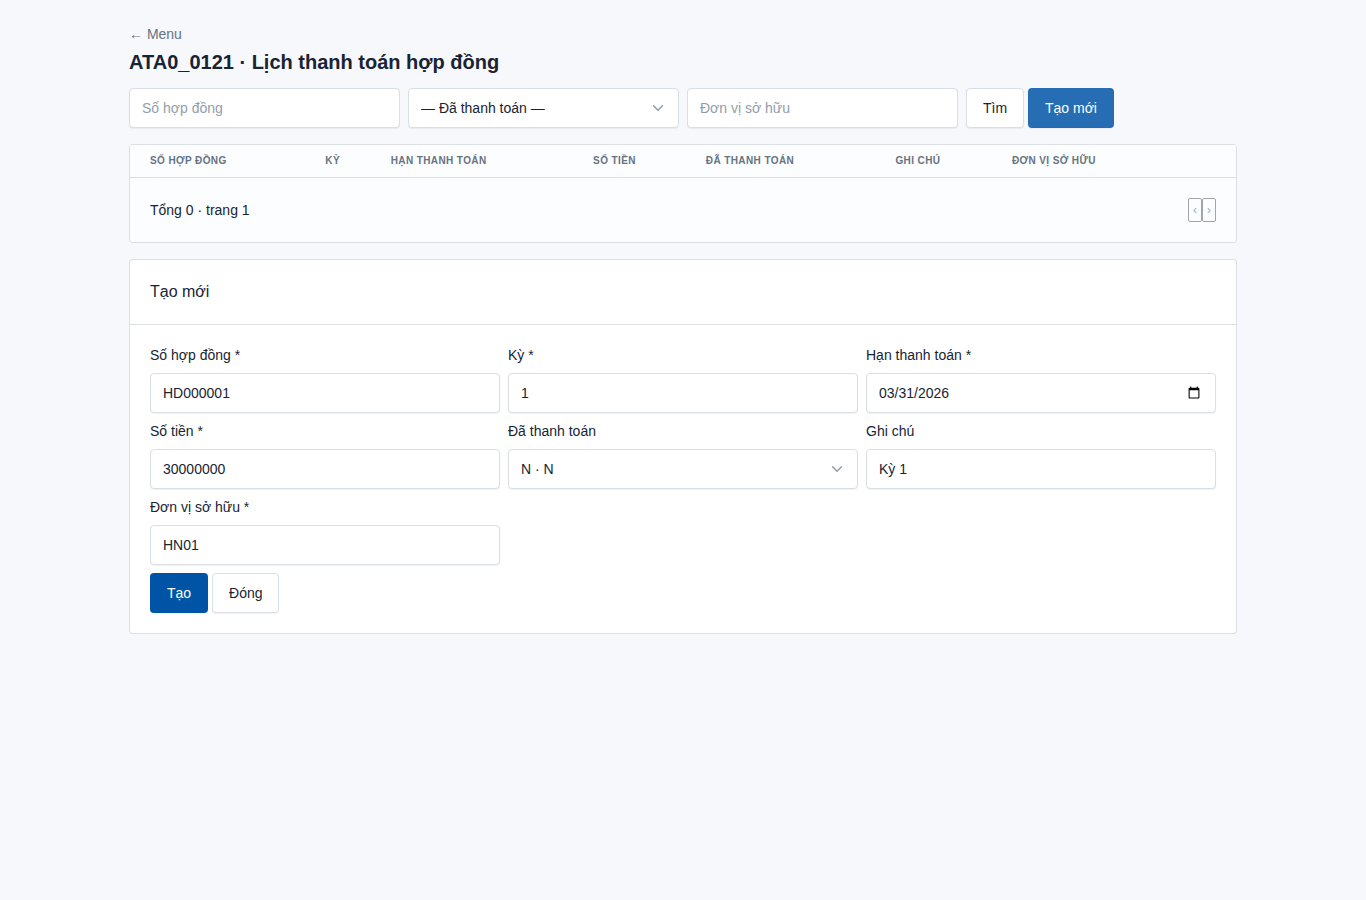 ← Menu
ATA0_0121 · Lịch thanh toán hợp đồng
Số hợp đồng — Đã thanh toán — Đơn vị sở hữu Tìm Tạo mới
SỐ HỢP ĐỒNG KỲ HẠN THANH TOÁN SỐ TIỀN ĐÃ THANH TOÁN GHI CHÚ ĐƠN VỊ SỞ HỮU
Tổng 0 · trang 1 ‹ ›
Tạo mới
Số hợp đồng * Kỳ * Hạn thanh toán *
HD000001 1 03/31/2026
Số tiền * Đã thanh toán Ghi chú
30000000 N · N Kỳ 1
Đơn vị sở hữu *
HN01
Tạo Đóng